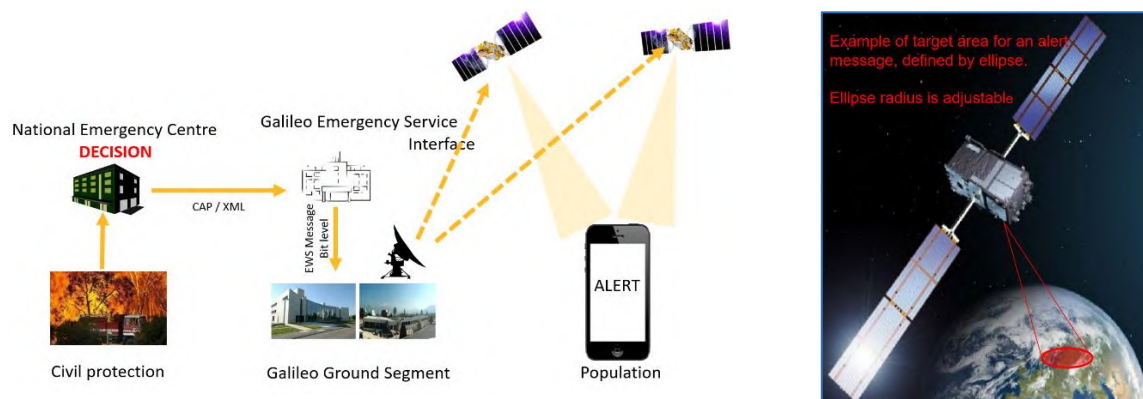 National Emergency Centre
DECISION
CAP / XML
Galileo Emergency Service
Interface
EWS Message
Bit level
ALERT
Civil protection
Galileo Ground Segment
Population
Example of target area for an alert
message, defined by ellipse.
Ellipse radius is adjustable